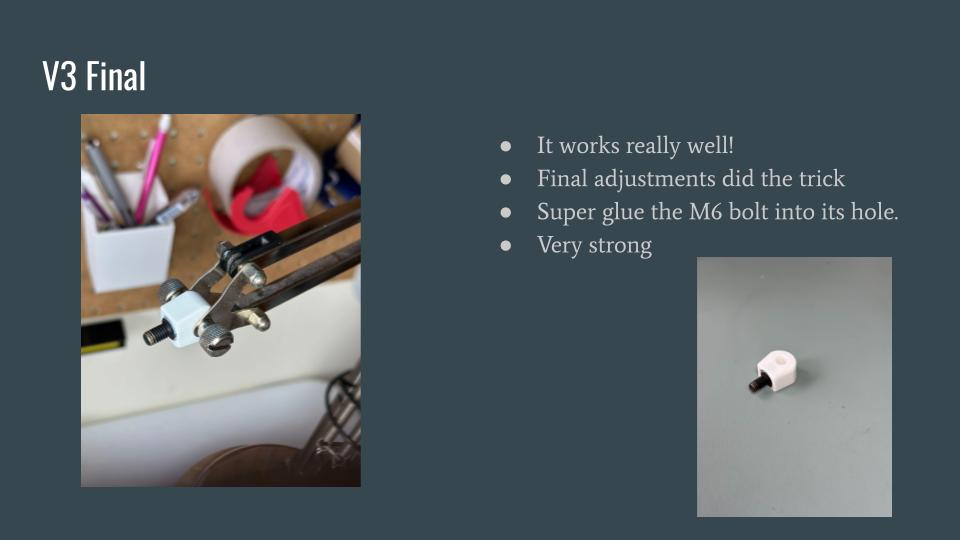 V3 Final
● It works really well!
● Final adjustments did the trick
● Super glue the M6 bolt into its hole.
● Very strong